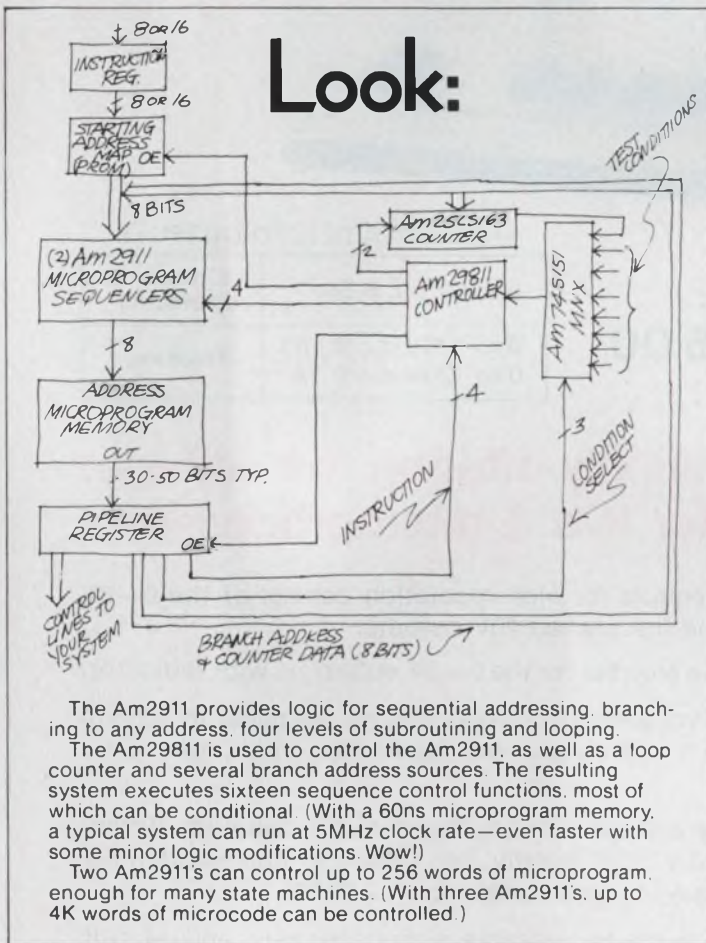 Look:
8 OR 16
INSTRUCTION
REG.
8 OR 16
STARTING
ADDRESS
MAP OE
(PROM)
8 BITS
TEST
CONDITIONS
Am25LS163
COUNTER
2
(2) Am2911
MICROPROGRAM
SEQUENCERS
4
Am29811
CONTROLLER
Am74S151
MNX
8
4
3
ADDRESS
MICROPROGRAM
MEMORY
OUT
30-50 BITS TYP.
INSTRUCTION
CONDITION
SELECT
PIPELINE
REGISTER
OE
CONTROL
LINES TO
YOUR
SYSTEM
BRANCH ADDRESS
& COUNTER DATA (8 BITS)
The Am2911 provides logic for sequential addressing, branch-
ing to any address, four levels of subroutining and looping.
The Am29811 is used to control the Am2911, as well as a loop
counter and several branch address sources. The resulting
system executes sixteen sequence control functions, most of
which can be conditional. (With a 60ns microprogram memory,
a typical system can run at 5MHz clock rate—even faster with
some minor logic modifications. Wow!)
Two Am2911's can control up to 256 words of microprogram,
enough for many state machines. (With three Am2911's, up to
4K words of microcode can be controlled.)